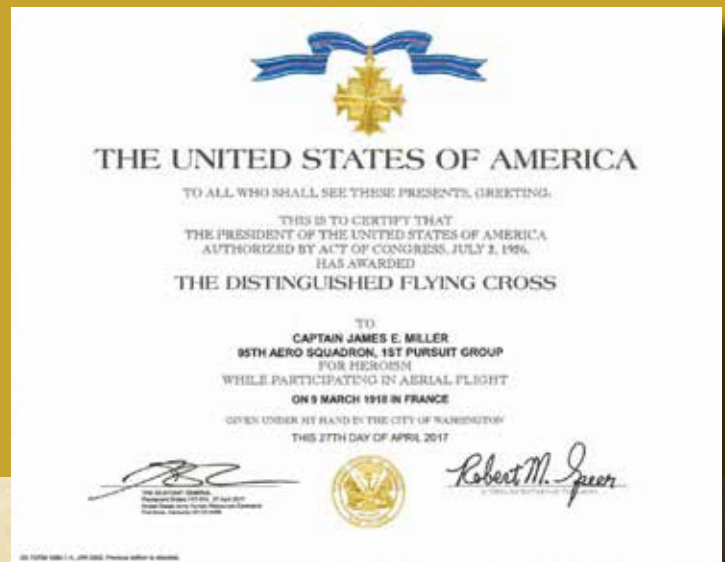 THE UNITED STATES OF AMERICA
TO ALL WHO SHALL SEE THESE PRESENTS, GREETING:
THIS IS TO CERTIFY THAT
THE PRESIDENT OF THE UNITED STATES OF AMERICA
AUTHORIZED BY ACT OF CONGRESS, JULY 2, 1926,
HAS AWARDED
THE DISTINGUISHED FLYING CROSS
TO
CAPTAIN JAMES E. MILLER
95TH AERO SQUADRON, 1ST PURSUIT GROUP
FOR HEROISM
WHILE PARTICIPATING IN AERIAL FLIGHT
ON 9 MARCH 1918 IN FRANCE
GIVEN UNDER MY HAND IN THE CITY OF WASHINGTON
THIS 27TH DAY OF APRIL 2017
Robert M. Speer
THE ADJUTANT GENERAL